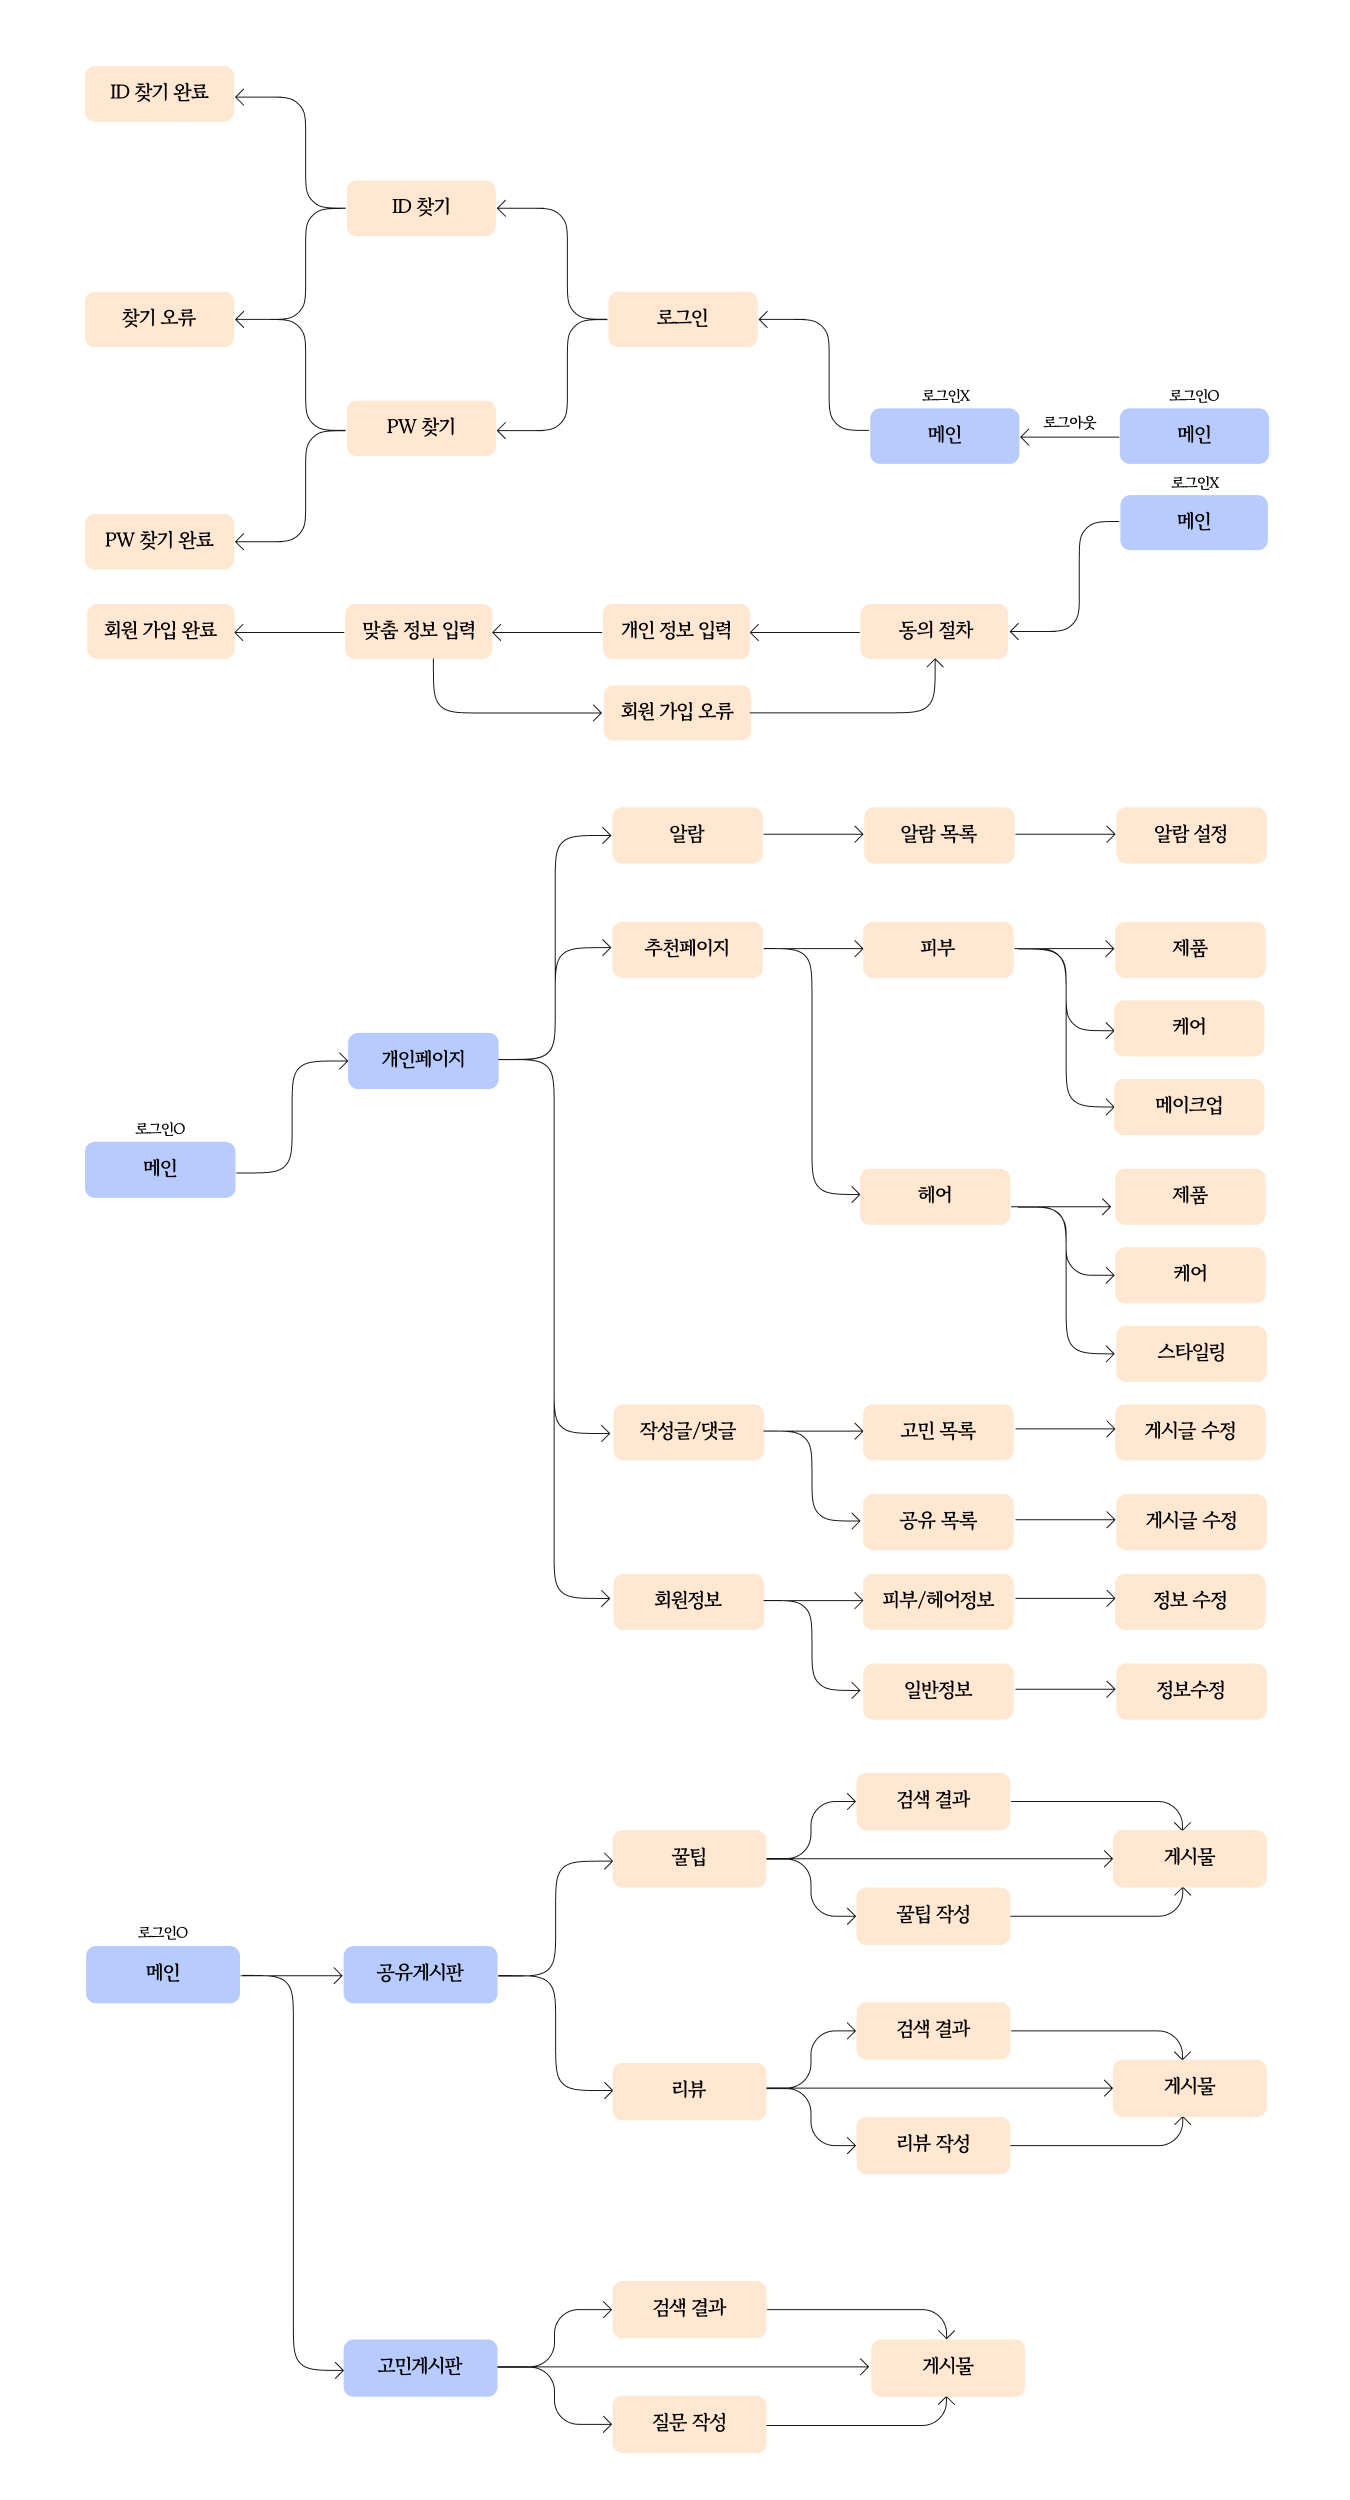 ID 찾기 완료
ID 찾기
찾기 오류
로그인
로그인X
로그인O
PW 찾기
메인
로그아웃
메인
로그인X
메인
PW 찾기 완료
회원 가입 완료
맞춤 정보 입력
개인 정보 입력
동의 절차
회원 가입 오류
알람
알람 목록
알람 설정
추천페이지
피부
제품
케어
개인페이지
메이크업
로그인O
메인
헤어
제품
케어
스타일링
작성글/댓글
고민 목록
게시글 수정
공유 목록
게시글 수정
회원정보
피부/헤어정보
정보 수정
일반정보
정보수정
검색 결과
꿀팁
게시물
꿀팁 작성
로그인O
메인
공유게시판
검색 결과
리뷰
게시물
리뷰 작성
검색 결과
고민게시판
게시물
질문 작성